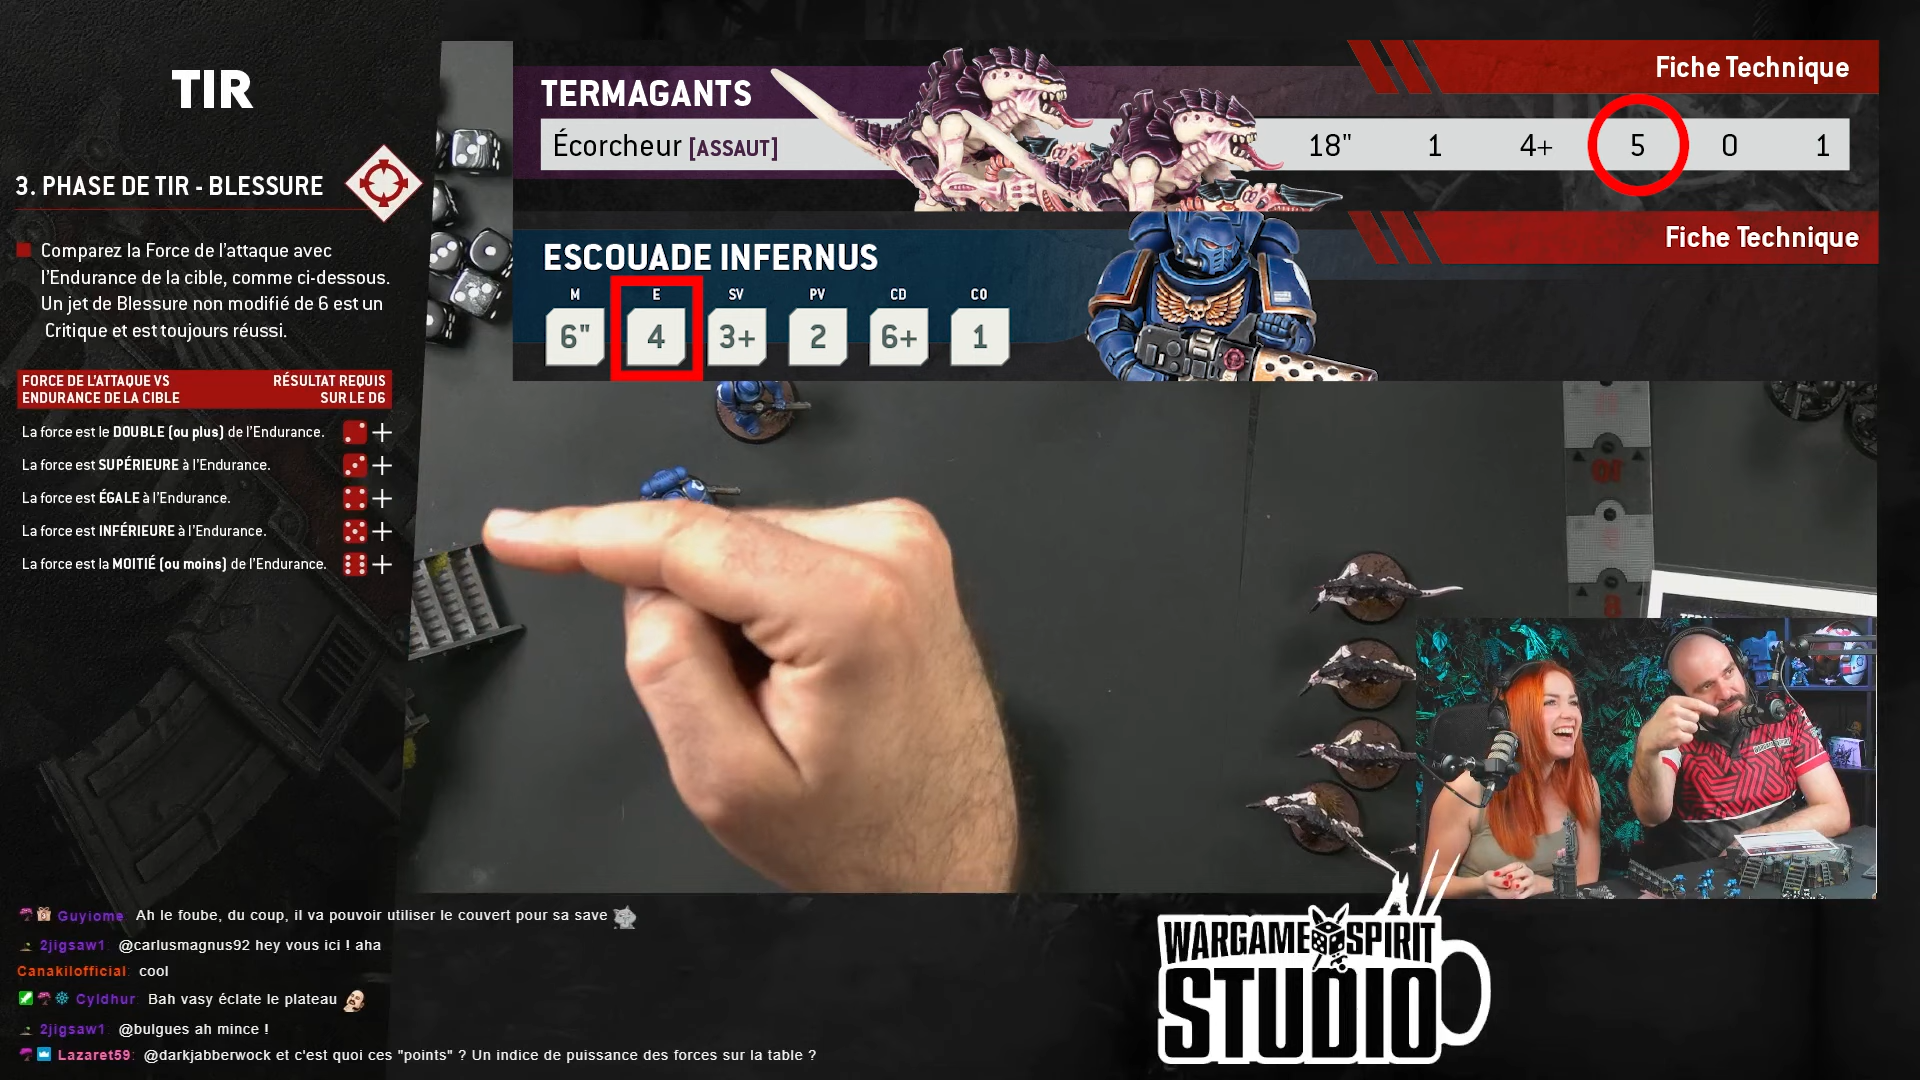 TIR
3. PHASE DE TIR - BLESSURE
Comparez la Force de l'attaque avec
l'Endurance de la cible, comme ci-dessous.
Un jet de Blessure non modifié de 6 est un
Critique et est toujours réussi.
FORCE DE L'ATTAQUE VS
ENDURANCE DE LA CIBLE
RÉSULTAT REQUIS
SUR LE D6
La force est le DOUBLE (ou plus) de l'Endurance. +
La force est SUPÉRIEURE à l'Endurance. +
La force est ÉGALE à l'Endurance. +
La force est INFÉRIEURE à l'Endurance. +
La force est la MOITIÉ (ou moins) de l'Endurance. +
TERMAGANTS
Fiche Technique
Écorcheur [ASSAUT] 18" 1 4+ 5 0 1
Fiche Technique
ESCOUADE INFERNUS
M E SV PV CD CO
6" 4 3+ 2 6+ 1
10
8
Guyiome: Ah le foube, du coup, il va pouvoir utiliser le couvert pour sa save
2jigsaw1: @carlusmagnus92 hey vous ici ! aha
Canakilofficial: cool
Cyldhur: Bah vasy éclate le plateau
2jigsaw1: @bulgues ah mince !
Lazaret59: @darkjabberwock et c'est quoi ces "points" ? Un indice de puissance des forces sur la table ?
WARGAME SPIRIT
STUDIO